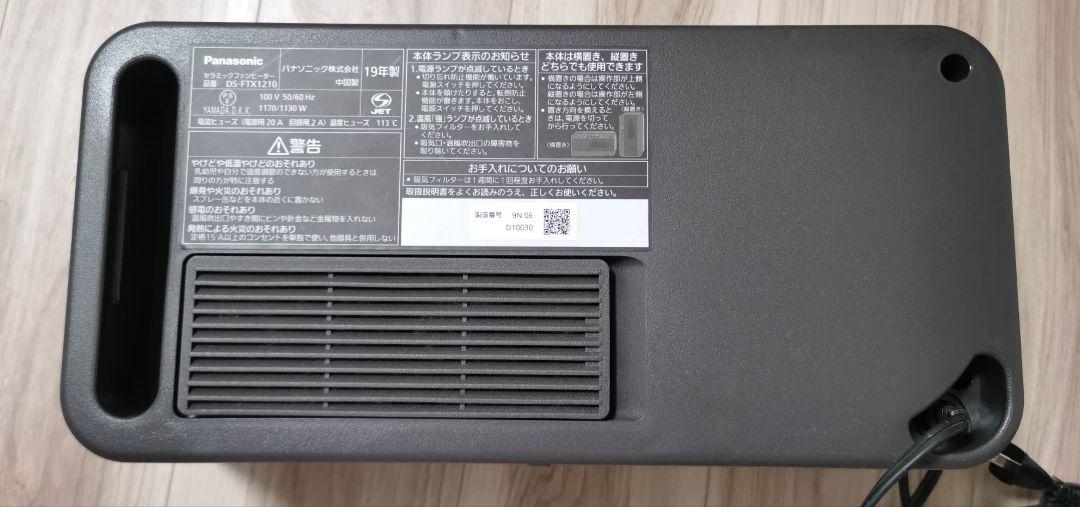 Panasonic
セラミックファンヒーター
品番 DS-FTX1210
パナソニック株式会社
中国製
19年製
PSE
100 V 50/60 Hz
YAMADA.D.K.K.
1170/1130 W
JET
電流ヒューズ (電源用 20 A 回路用 2 A) 温度ヒューズ 113 ℃
警告
やけどや低温やけどのおそれあり
乳幼児や自分で温度調節のできない方が使用するときは
周りの方が特に注意する
爆発や火災のおそれあり
スプレー缶などを本体の近くに置かない
感電のおそれあり
温風吹出口やすき間にピンや針金など金属物を入れない
発熱による火災のおそれあり
定格15 A以上のコンセントを単独で使い、他器具と併用しない
本体ランプ表示のお知らせ
1.電源ランプが点滅しているとき
● 切り忘れ防止機能が働いています。
電源スイッチを押してください。
● 本体を傾けたりすると、転倒防止
機能が働きます。本体をおこし、
電源スイッチを押してください。
2.温風「強」ランプが点滅しているとき
● 吸気フィルターをお手入れして
ください。
● 吸気口・温風吹出口の障害物を
取り除いてください。
本体は横置き、縦置き
どちらでも使用できます
● 横置きの場合は操作部が上側
になるようにしてください。
縦置きの場合は操作部が左側
になるようにしてください。
● 置き方向を換えると
きは、電源を切って
から行ってください。
〈縦置き〉
〈横置き〉
お手入れについてのお願い
● 吸気フィルターは1週間に1回程度お手入れしてください。
取扱説明書をよくお読みのうえ、正しくお使いください。
製造番号 9N 06
D10030